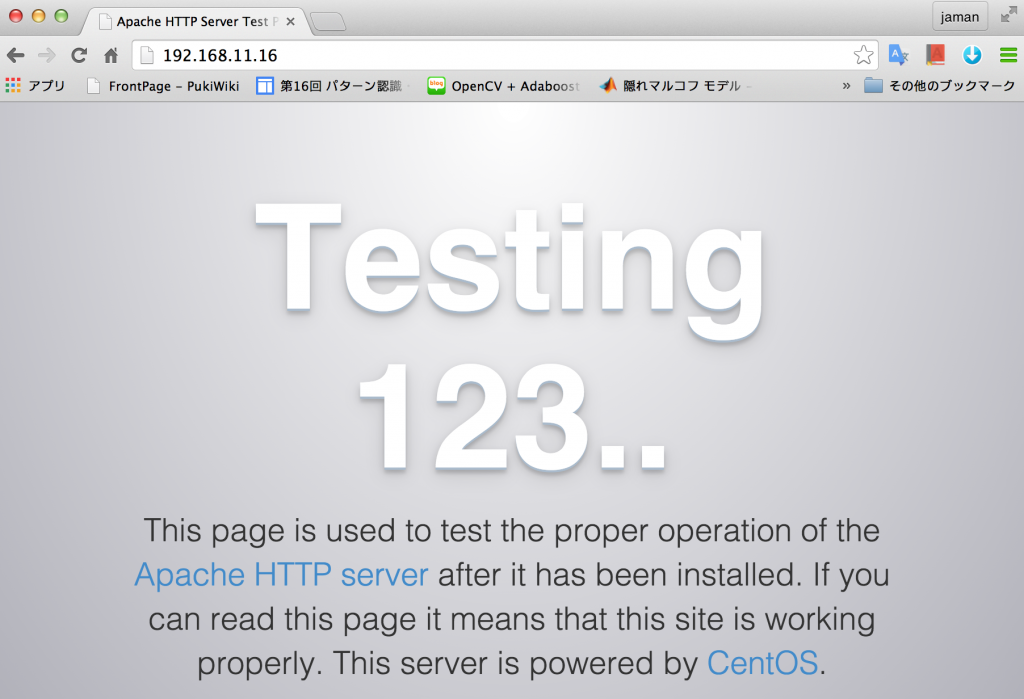 Apache HTTP Server Test P
jaman
192.168.11.16
アプリ FrontPage – PukiWiki 第16回 パターン認識 OpenCV + Adaboost 隠れマルコフ モデル – » その他のブックマーク
Testing
123..
This page is used to test the proper operation of the
Apache HTTP server after it has been installed. If you
can read this page it means that this site is working
properly. This server is powered by CentOS.